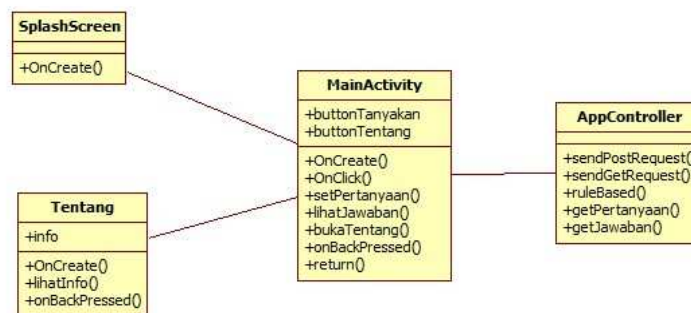 SplashScreen
+OnCreate()
MainActivity
+buttonTanyakan
+buttonTentang
+OnCreate()
+OnClick()
+setPertanyaan()
+lihatJawaban()
+bukaTentang()
+onBackPressed()
+return()
AppController
+sendPostRequest()
+sendGetRequest()
+ruleBased()
+getPertanyaan()
+getJawaban()
Tentang
+info
+OnCreate()
+lihatInfo()
+onBackPressed()